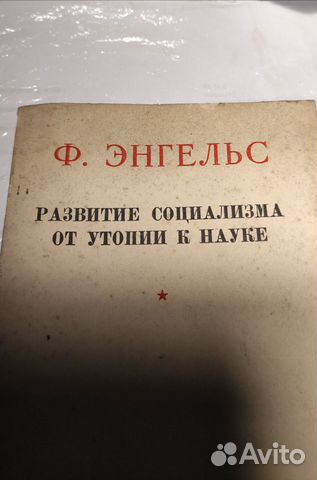 Ф. ЭНГЕЛЬС
РАЗВИТИЕ СОЦИАЛИЗМА
ОТ УТОПИИ К НАУКЕ
Avito